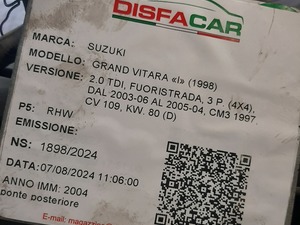 DISFACAR
MARCA: SUZUKI
MODELLO: GRAND VITARA «I» (1998)
VERSIONE: 2.0 TDI, FUORISTRADA, 3 P (4X4),
DAL 2003-06 AL 2005-04, CM3 1997,
CV 109, KW. 80 (D)
P5: RHW
EMISSIONE:
NS: 1898/2024
DATA:07/08/2024 11:06:00
ANNO IMM: 2004
ponte posteriore
E-mail: